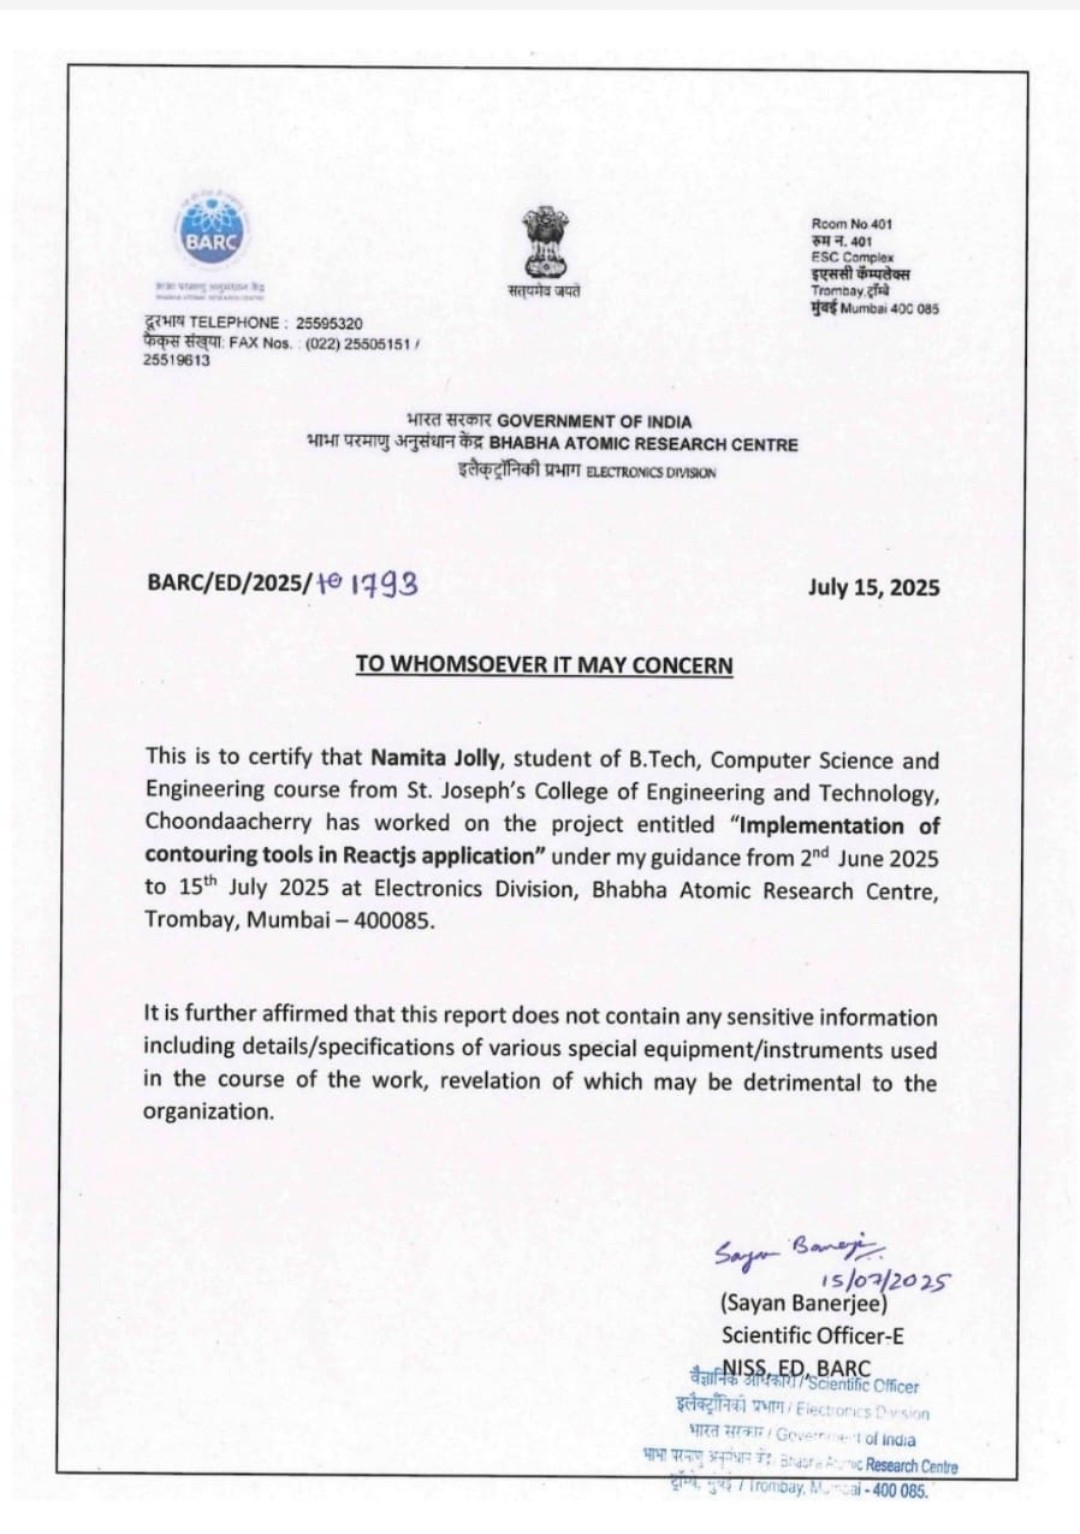 BARC
भाभा परमाणु अनुसंधान केंद्र
BHABHA ATOMIC RESEARCH CENTRE
दूरभाष TELEPHONE : 25595320
फैक्स संख्या: FAX Nos. : (022) 25505151 /
25519613
सत्यमेव जयते
Room No.401
रुम नं. 401
ESC Complex
इएससी कॅम्पलेक्स
Trombay,ट्रॉम्बे
मुंबई Mumbai 400 085
भारत सरकार GOVERNMENT OF INDIA
भाभा परमाणु अनुसंधान केंद्र BHABHA ATOMIC RESEARCH CENTRE
इलैक्ट्रॉनिकी प्रभाग ELECTRONICS DIVISION
BARC/ED/2025/ 1793
July 15, 2025
TO WHOMSOEVER IT MAY CONCERN
This is to certify that Namita Jolly, student of B.Tech, Computer Science and
Engineering course from St. Joseph's College of Engineering and Technology,
Choondaacherry has worked on the project entitled "Implementation of
contouring tools in Reactjs application" under my guidance from 2nd June 2025
to 15th July 2025 at Electronics Division, Bhabha Atomic Research Centre,
Trombay, Mumbai – 400085.
It is further affirmed that this report does not contain any sensitive information
including details/specifications of various special equipment/instruments used
in the course of the work, revelation of which may be detrimental to the
organization.
Sayan Banerjee
15/07/2025
(Sayan Banerjee)
Scientific Officer-E
NISS, ED, BARC
वैज्ञानिक अधिकारी / Scientific Officer
इलैक्ट्रॉनिकी प्रभाग / Electronics Division
भारत सरकार / Government of India
भाभा परमाणु अनुसंधान केंद्र / Bhabha Atomic Research Centre
ट्रॉम्बे, मुंबई / Trombay, Mumbai - 400 085.